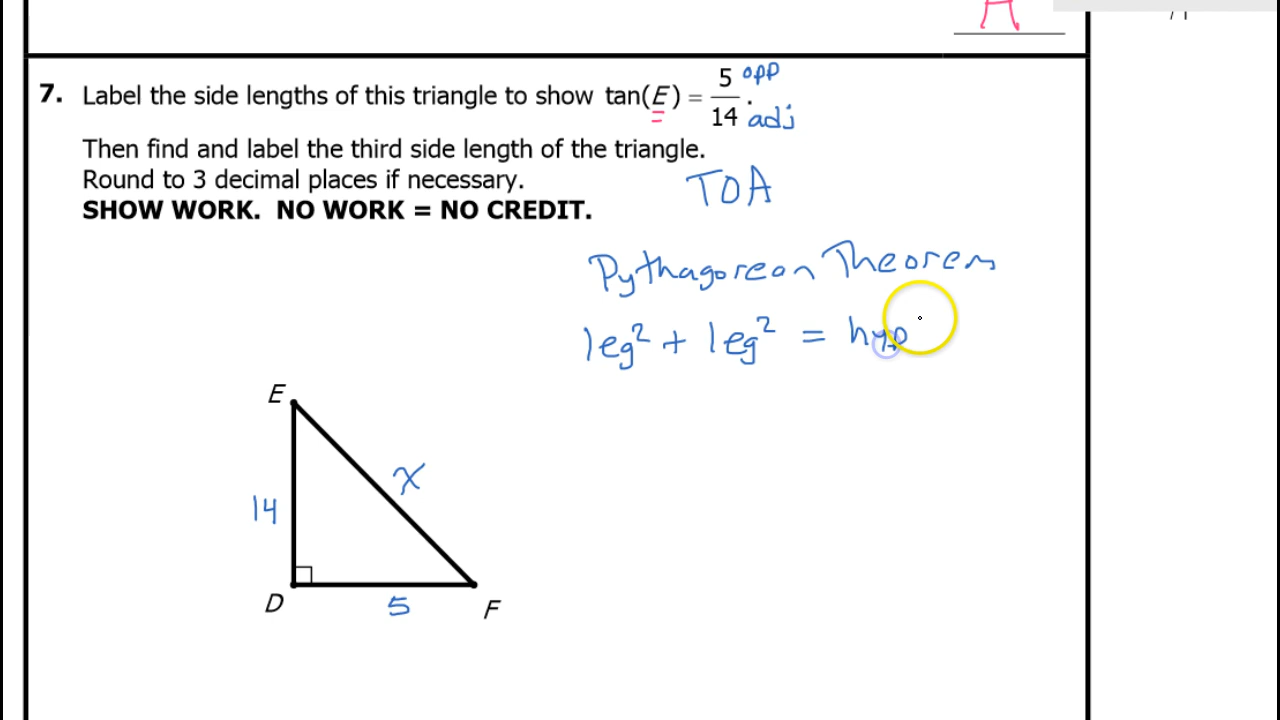 A
7. Label the side lengths of this triangle to show tan(E) = 5/14.
opp
adj
Then find and label the third side length of the triangle.
Round to 3 decimal places if necessary.
TOA
SHOW WORK. NO WORK = NO CREDIT.
Pythagorean Theorem
leg² + leg² = hyp
E
x
14
D
5
F